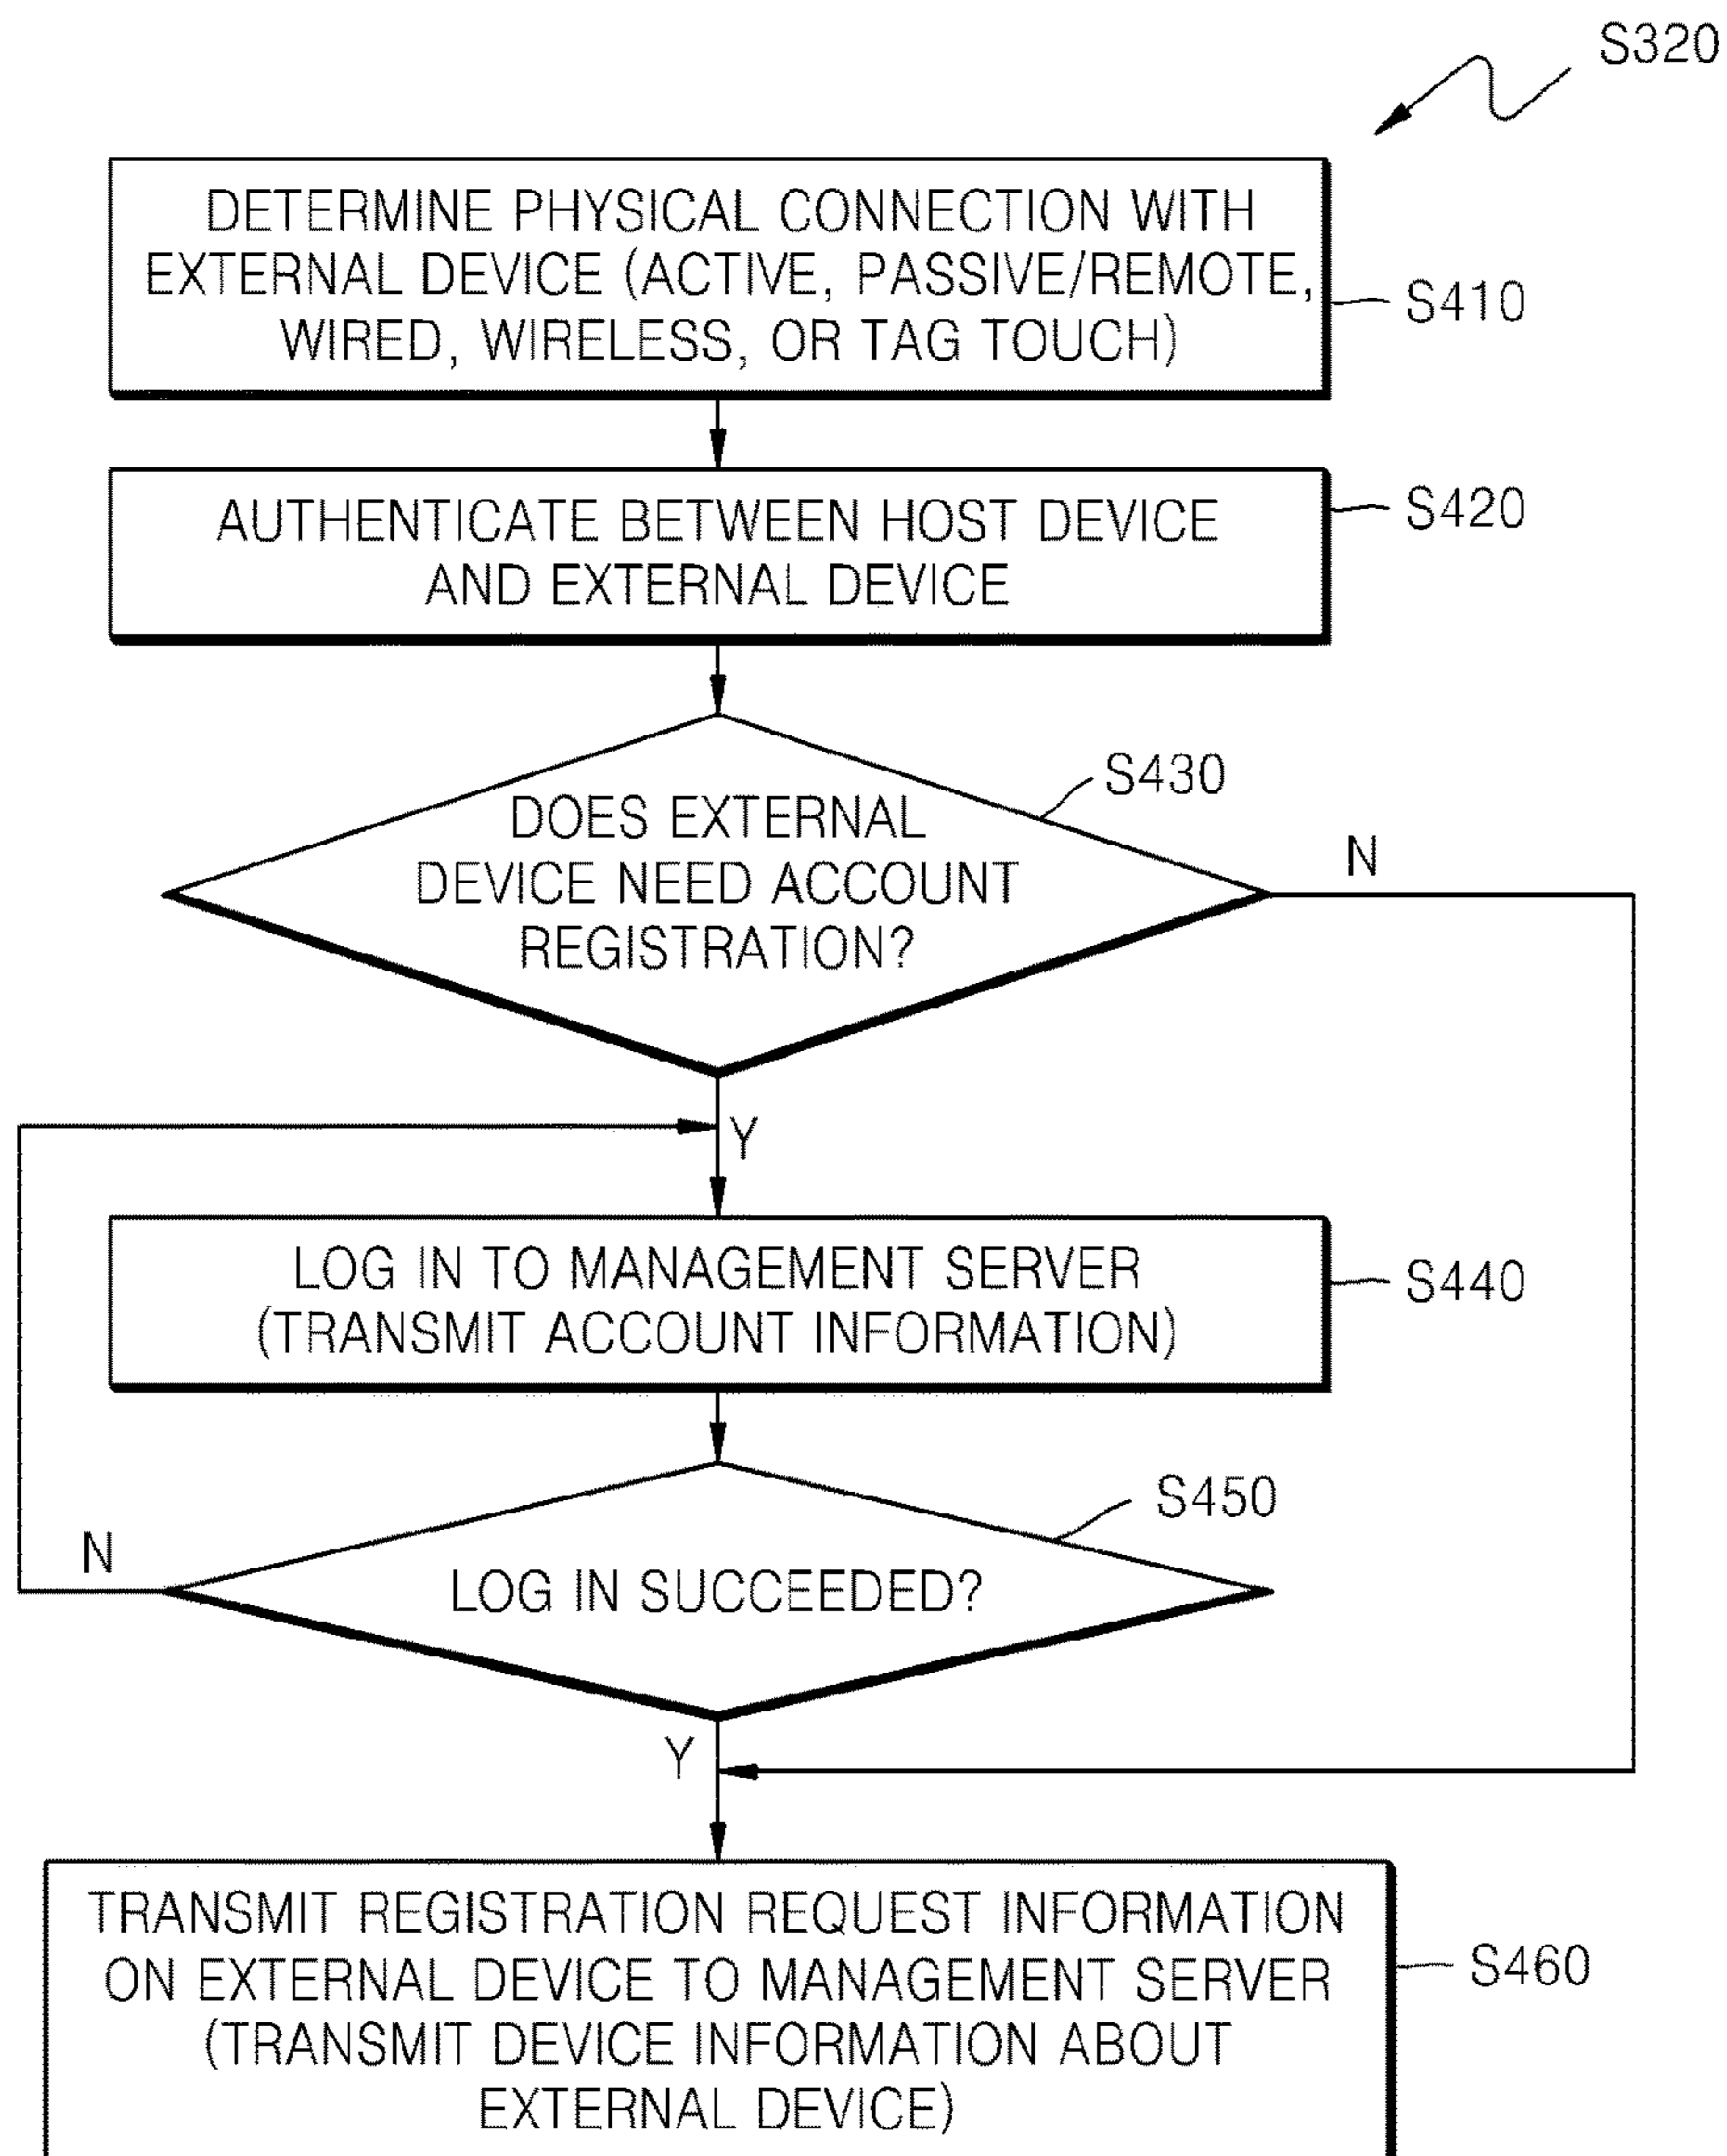 S320
DETERMINE PHYSICAL CONNECTION WITH
EXTERNAL DEVICE (ACTIVE, PASSIVE/REMOTE,
WIRED, WIRELESS, OR TAG TOUCH)
S410
AUTHENTICATE BETWEEN HOST DEVICE
AND EXTERNAL DEVICE
S420
DOES EXTERNAL
DEVICE NEED ACCOUNT
REGISTRATION?
S430
N
Y
LOG IN TO MANAGEMENT SERVER
(TRANSMIT ACCOUNT INFORMATION)
S440
LOG IN SUCCEEDED?
S450
N
Y
TRANSMIT REGISTRATION REQUEST INFORMATION
ON EXTERNAL DEVICE TO MANAGEMENT SERVER
(TRANSMIT DEVICE INFORMATION ABOUT
EXTERNAL DEVICE)
S460